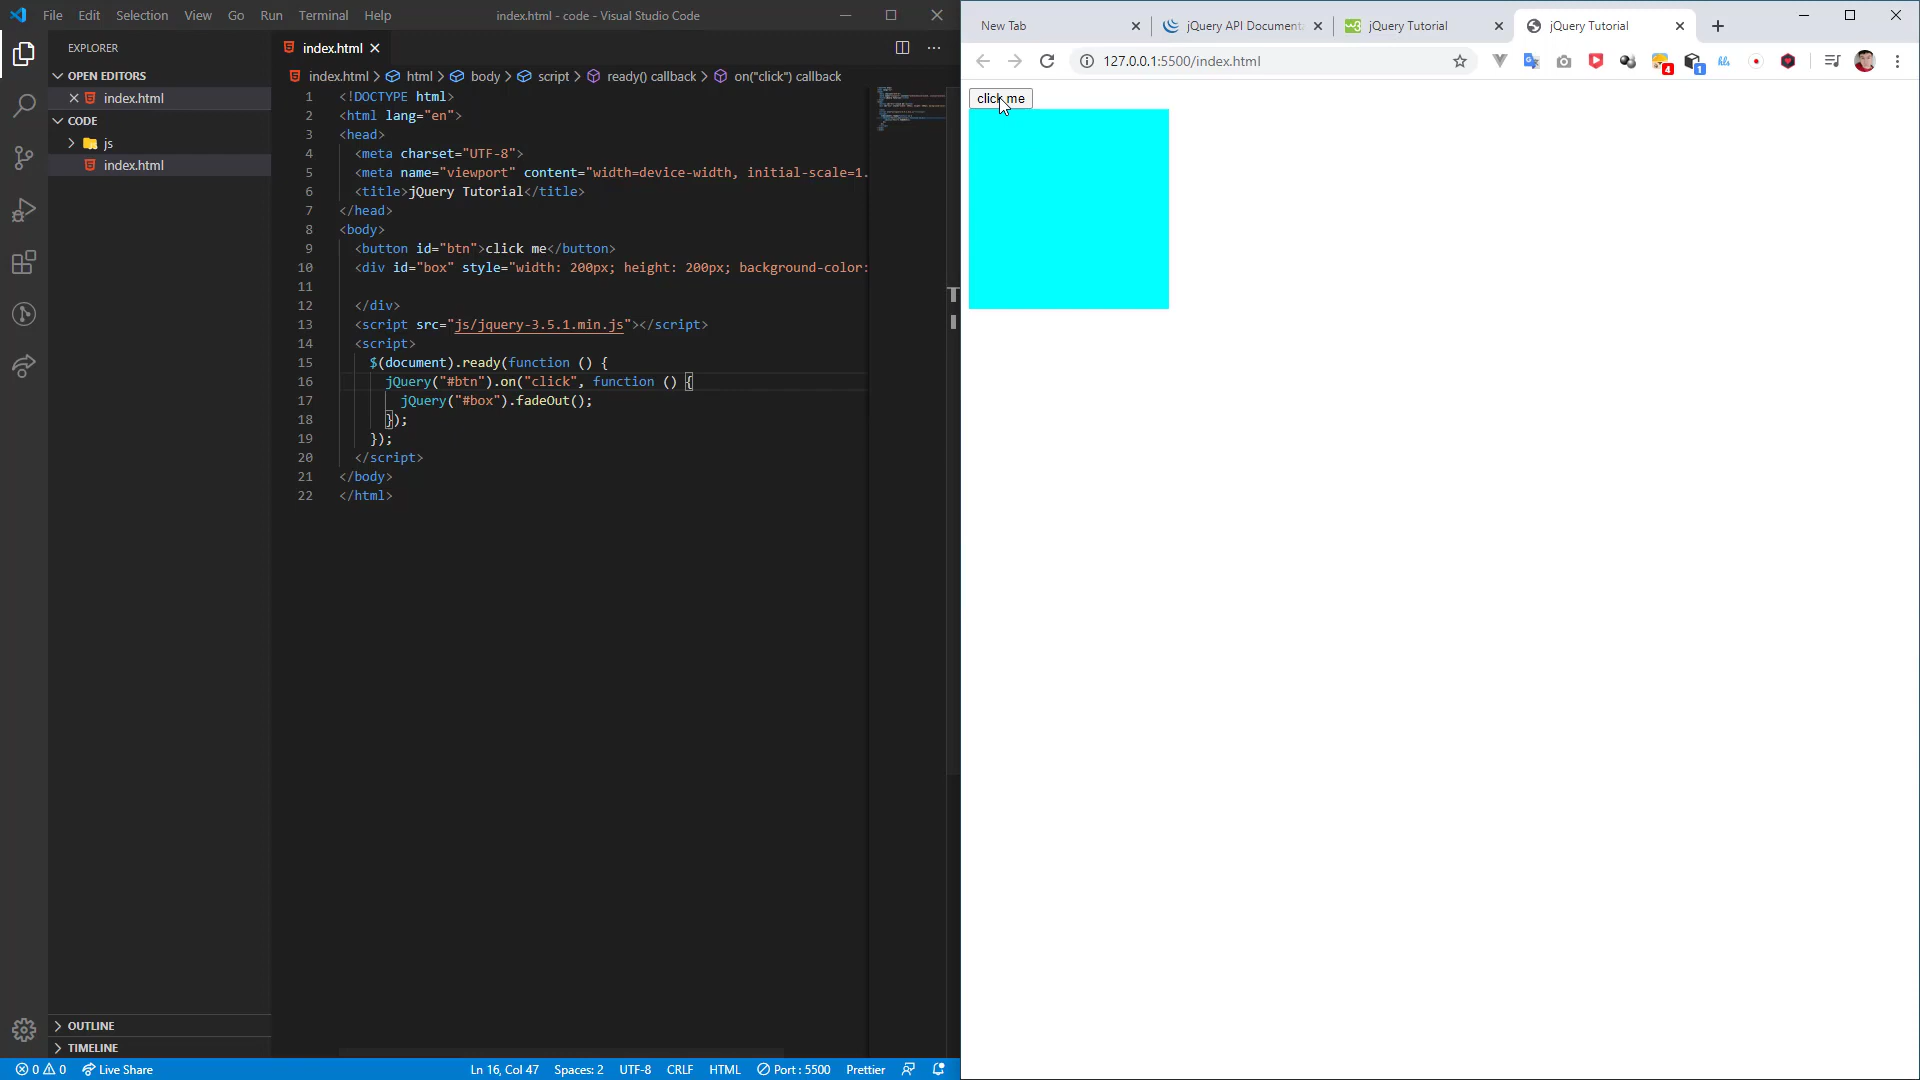 File Edit Selection View Go Run Terminal Help
index.html - code - Visual Studio Code
EXPLORER
OPEN EDITORS
index.html
CODE
js
index.html
OUTLINE
TIMELINE
index.html
index.html > html > body > script > ready() callback > on("click") callback
1 <!DOCTYPE html>
2 <html lang="en">
3 <head>
4 <meta charset="UTF-8">
5 <meta name="viewport" content="width=device-width, initial-scale=1.
6 <title>jQuery Tutorial</title>
7 </head>
8 <body>
9 <button id="btn">click me</button>
10 <div id="box" style="width: 200px; height: 200px; background-color:
11
12 </div>
13 <script src="js/jquery-3.5.1.min.js"></script>
14 <script>
15 $(document).ready(function () {
16 jQuery("#btn").on("click", function () {
17 jQuery("#box").fadeOut();
18 });
19 });
20 </script>
21 </body>
22 </html>
0 0 Live Share
Ln 16, Col 47 Spaces: 2 UTF-8 CRLF HTML Port : 5500 Prettier
New Tab
jQuery API Documenta
jQuery Tutorial
jQuery Tutorial
127.0.0.1:5500/index.html
4
1
click me